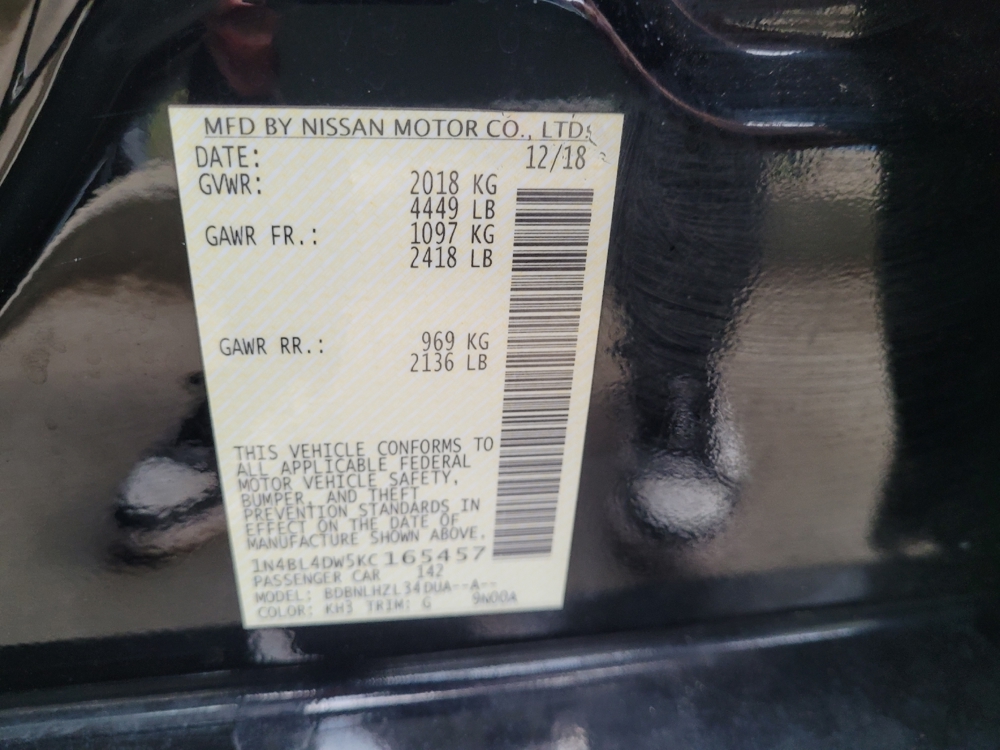 MFD BY NISSAN MOTOR CO., LTD.
DATE: 12/18
GVWR: 2018 KG
4449 LB
GAWR FR.: 1097 KG
2418 LB
GAWR RR.: 969 KG
2136 LB
THIS VEHICLE CONFORMS TO
ALL APPLICABLE FEDERAL
MOTOR VEHICLE SAFETY,
BUMPER, AND THEFT
PREVENTION STANDARDS IN
EFFECT ON THE DATE OF
MANUFACTURE SHOWN ABOVE.
1N4BL4DW5KC165457
PASSENGER CAR 142
MODEL: BDBNLHZL34DUA--A--
COLOR: KH3 TRIM: G 9N00A